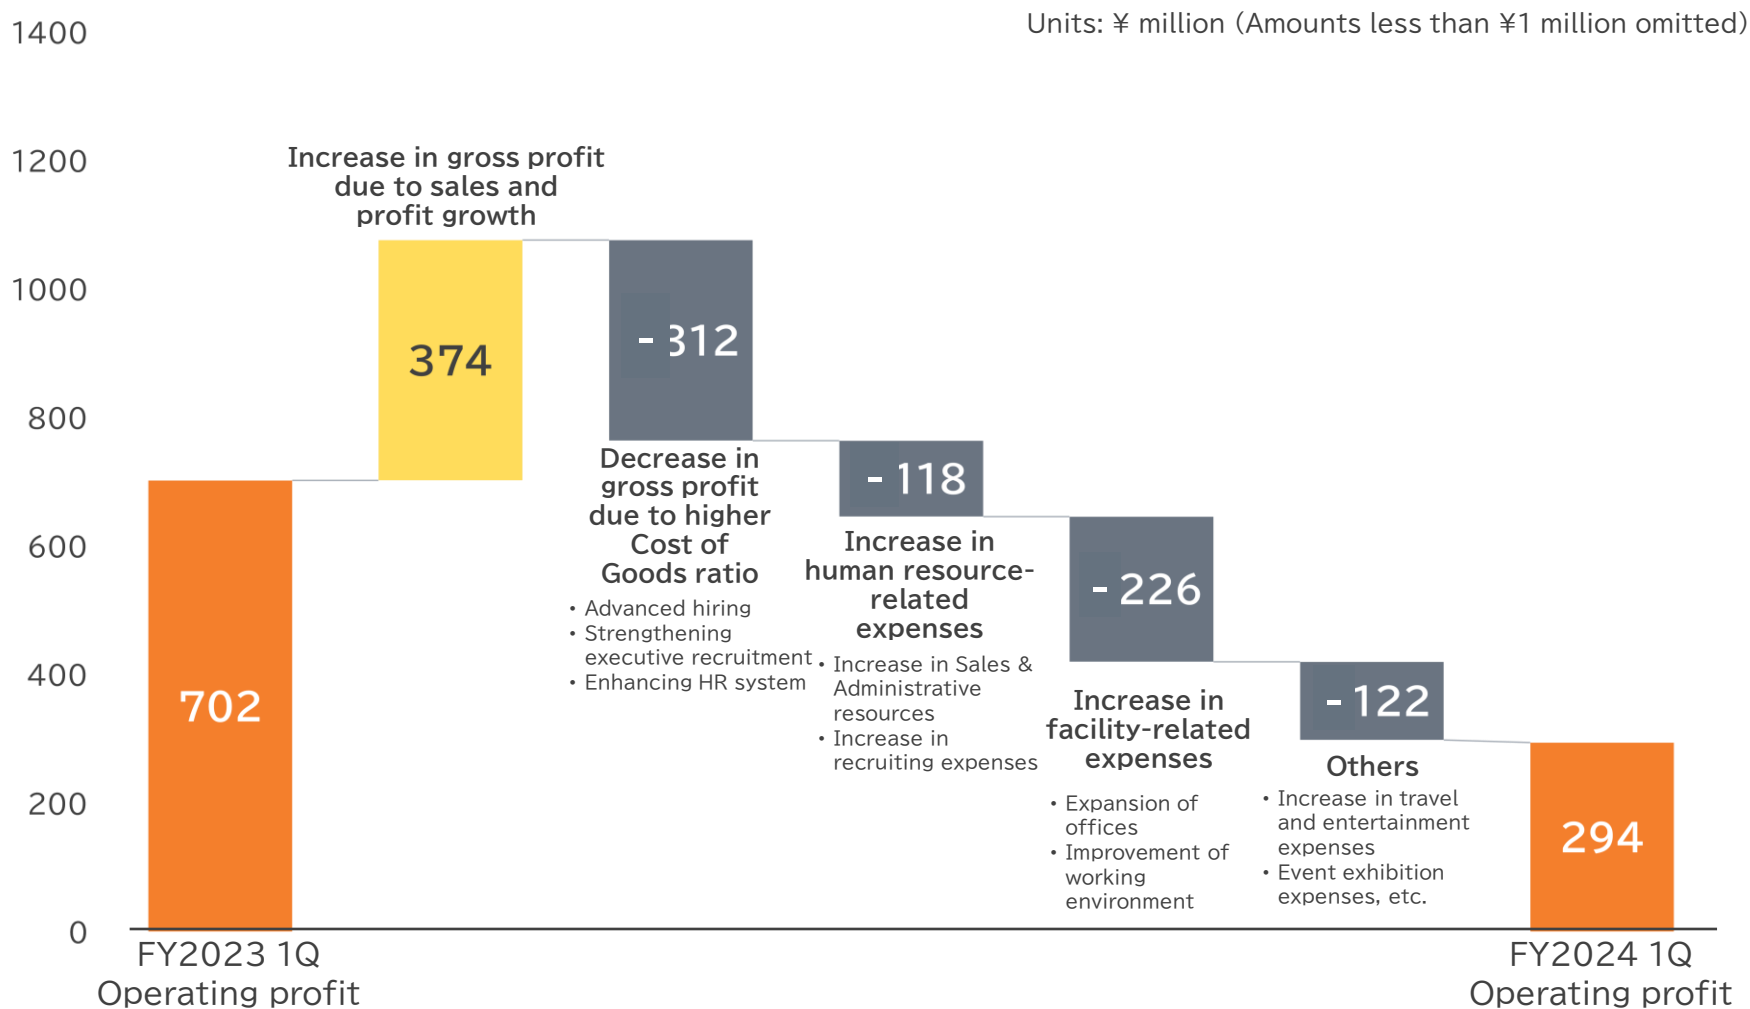 Units: ¥ million (Amounts less than ¥1 million omitted)
1400
1200
1000
800
600
400
200
0
Increase in gross profit
due to sales and
profit growth
702
374
- 312
Decrease in
gross profit
due to higher
Cost of
Goods ratio
• Advanced hiring
• Strengthening
executive recruitment
• Enhancing HR system
- 118
Increase in
human resource-
related
expenses
• Increase in Sales &
Administrative
resources
• Increase in
recruiting expenses
- 226
Increase in
facility-related
expenses
• Expansion of
offices
• Improvement of
working
environment
- 122
Others
• Increase in travel
and entertainment
expenses
• Event exhibition
expenses, etc.
294
FY2023 1Q
Operating profit
FY2024 1Q
Operating profit